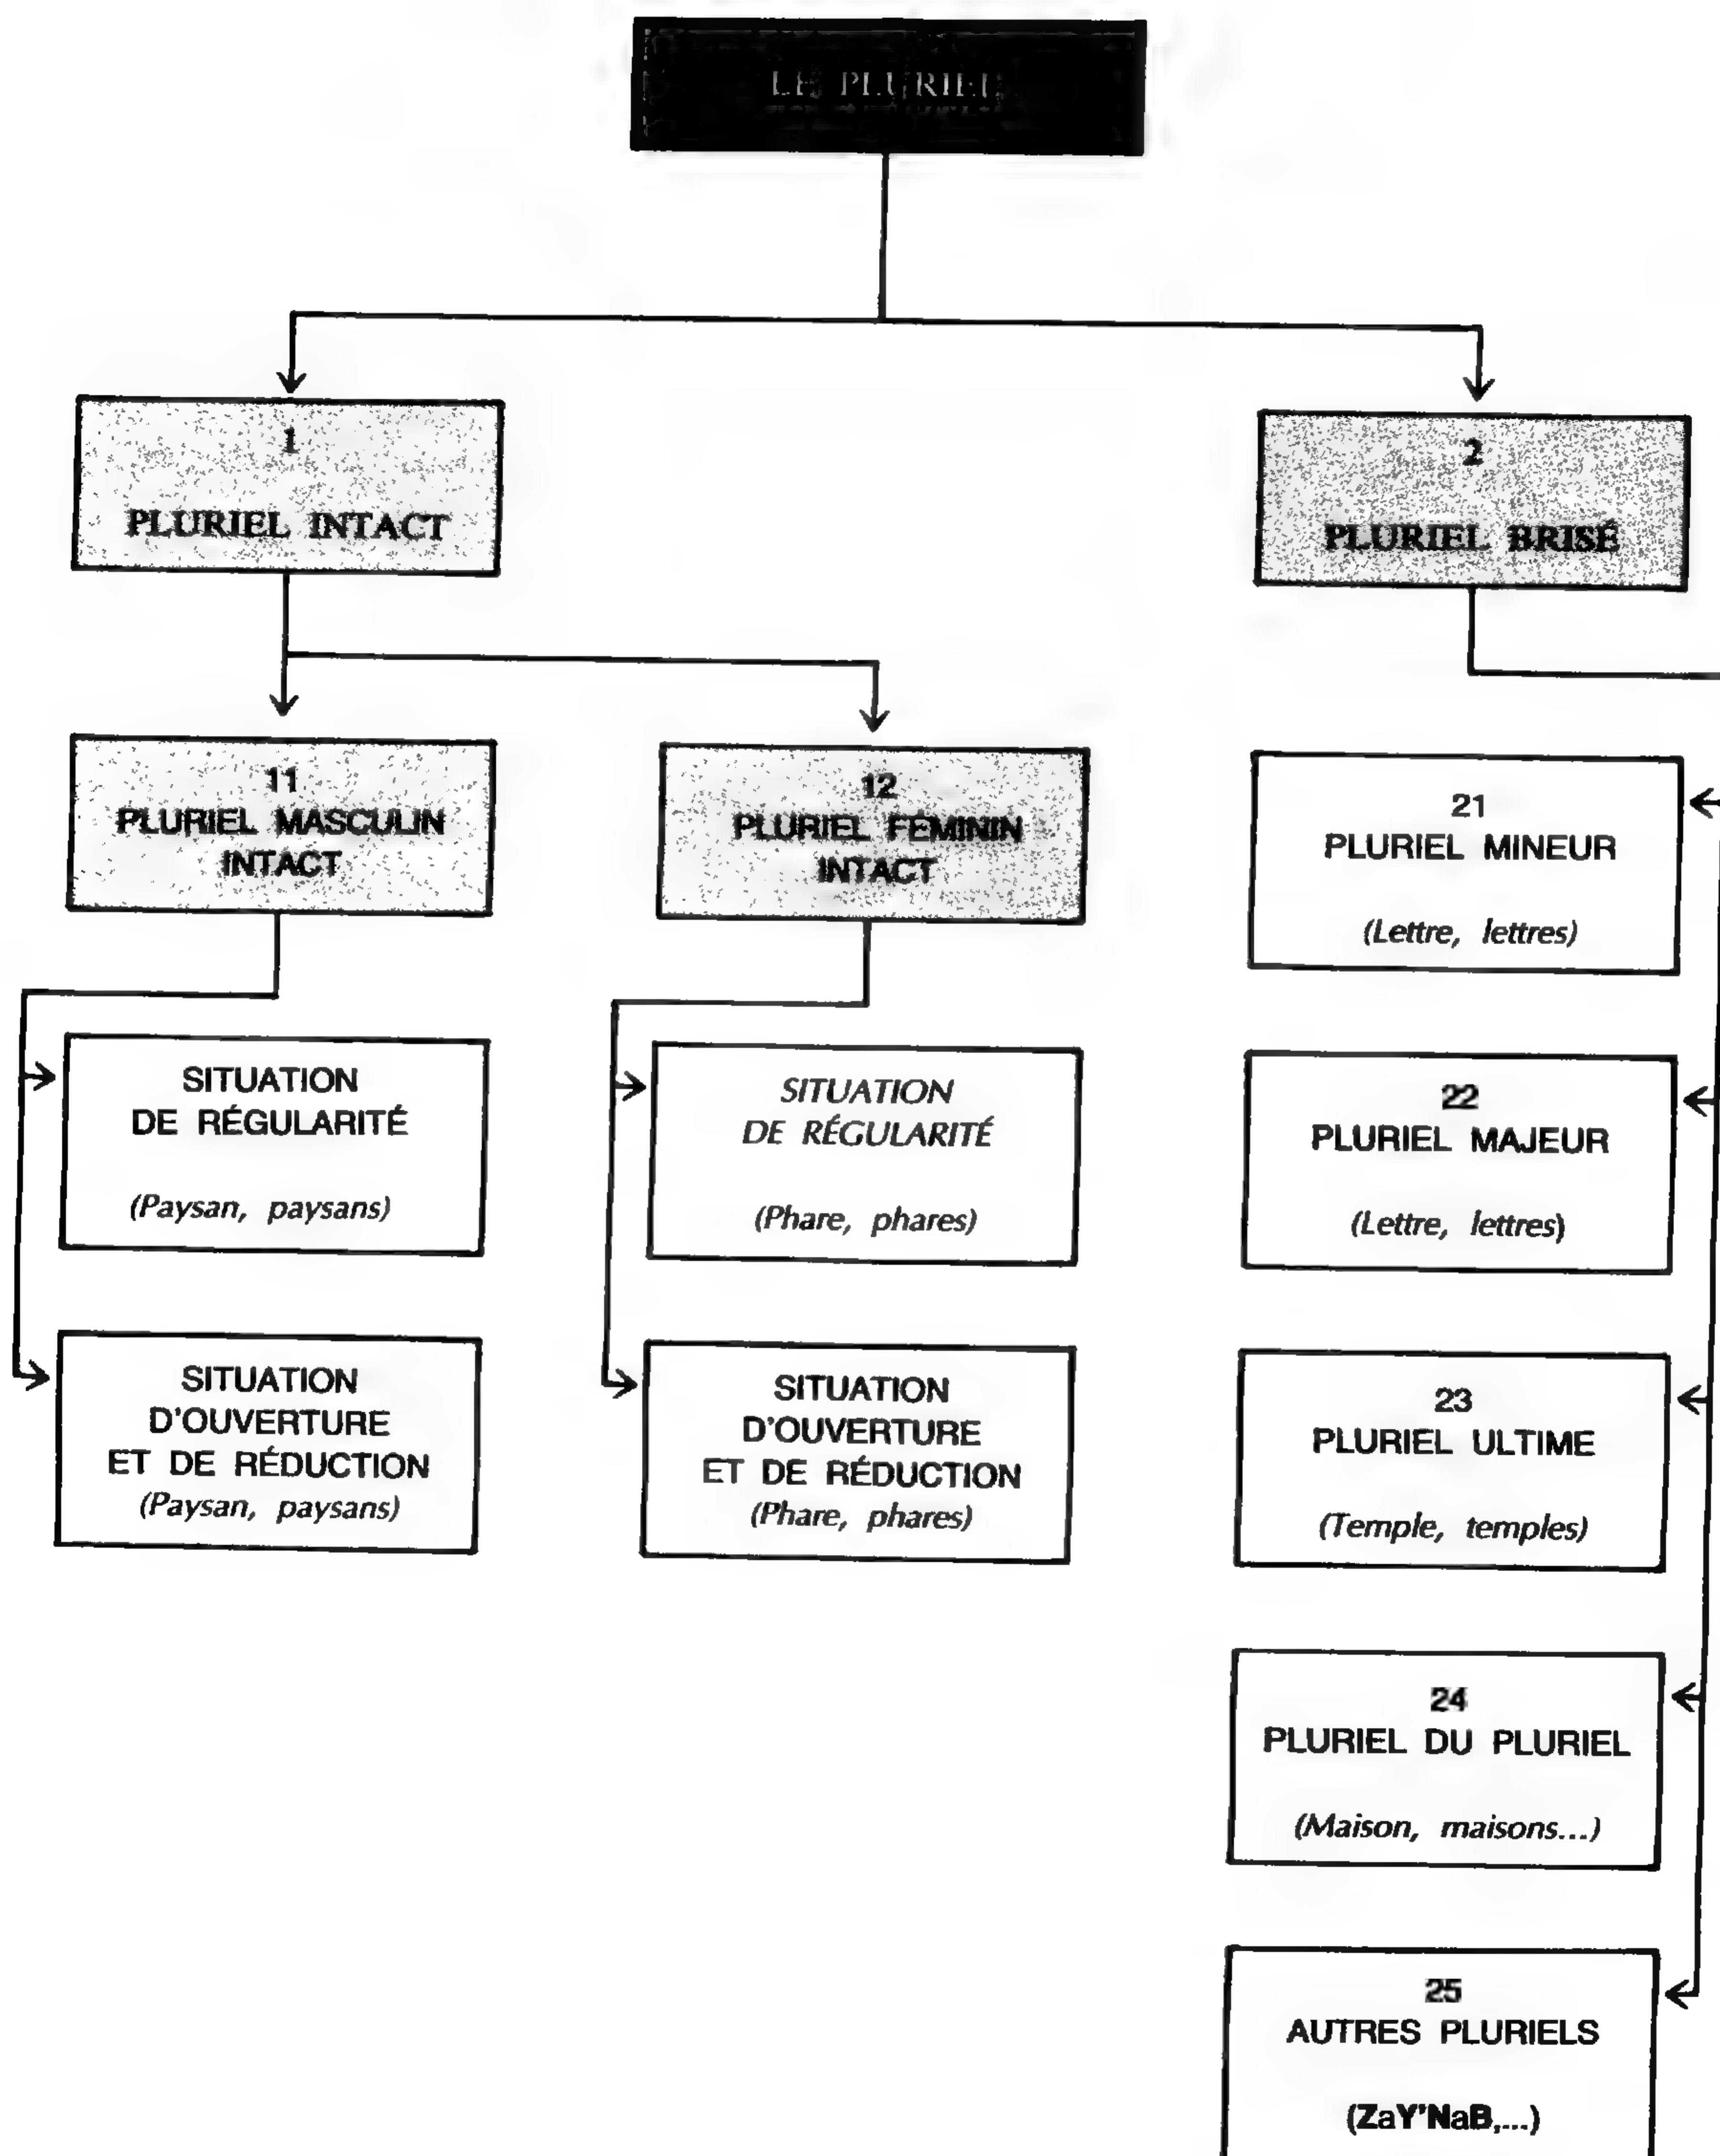 LE PLURIEL
1
PLURIEL INTACT
2
PLURIEL BRISÉ
11
PLURIEL MASCULIN
INTACT
12
PLURIEL FÉMININ
INTACT
SITUATION
DE RÉGULARITÉ
(Paysan, paysans)
SITUATION
D'OUVERTURE
ET DE RÉDUCTION
(Paysan, paysans)
SITUATION
DE RÉGULARITÉ
(Phare, phares)
SITUATION
D'OUVERTURE
ET DE RÉDUCTION
(Phare, phares)
21
PLURIEL MINEUR
(Lettre, lettres)
22
PLURIEL MAJEUR
(Lettre, lettres)
23
PLURIEL ULTIME
(Temple, temples)
24
PLURIEL DU PLURIEL
(Maison, maisons...)
25
AUTRES PLURIELS
(ZaY'NaB,...)